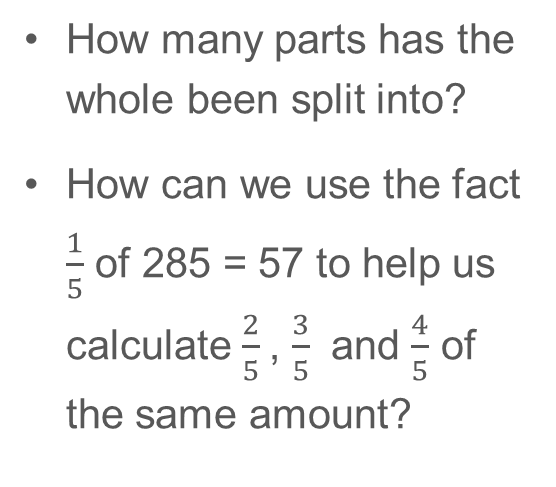 • How many parts has the
whole been split into?
• How can we use the fact
1/5 of 285 = 57 to help us
calculate 2/5 , 3/5 and 4/5 of
the same amount?